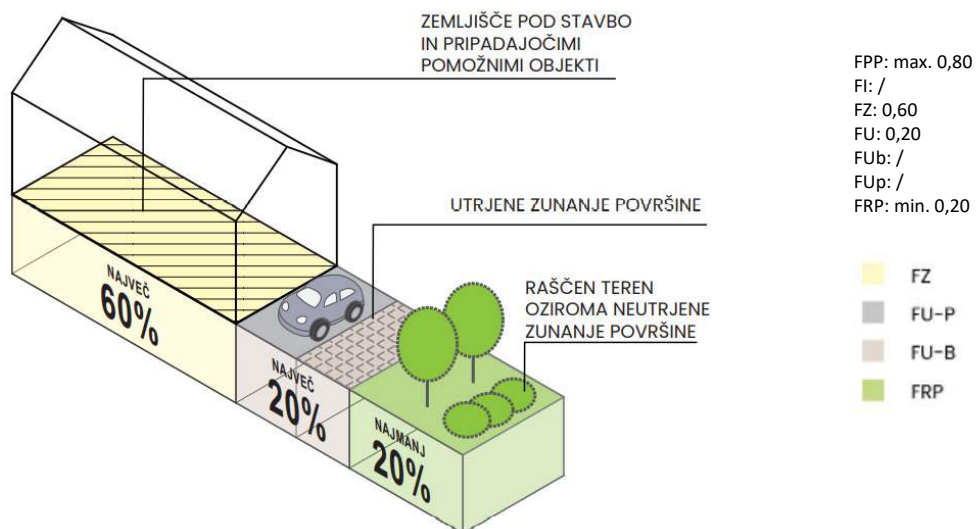 ZEMLJIŠČE POD STAVBO
IN PRIPADAJOČIMI
POMOŽNIMI OBJEKTI
UTRJENE ZUNANJE POVRŠINE
RAŠČEN TEREN
OZIROMA NEUTRJENE
ZUNANJE POVRŠINE
NAJVEČ
60%
NAJVEČ
20%
NAJMANJ
20%
FPP: max. 0,80
FI: /
FZ: 0,60
FU: 0,20
FUb: /
FUp: /
FRP: min. 0,20
FZ
FU-P
FU-B
FRP